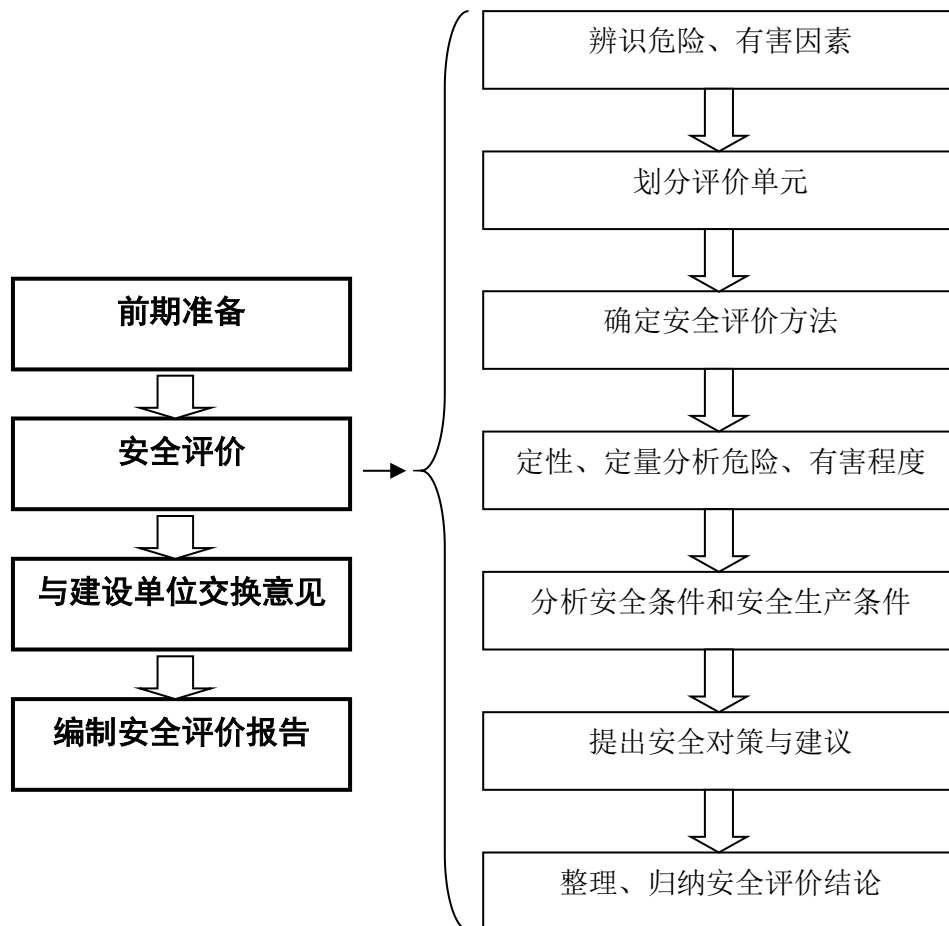 前期准备
安全评价
与建设单位交换意见
编制安全评价报告
辨识危险、有害因素
划分评价单元
确定安全评价方法
定性、定量分析危险、有害程度
分析安全条件和安全生产条件
提出安全对策与建议
整理、归纳安全评价结论